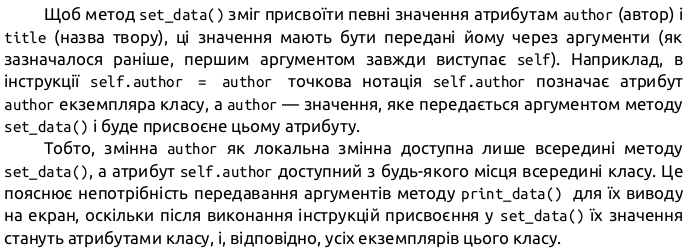 Щоб метод set_data() зміг присвоїти певні значення атрибутам author (автор) і
title (назва твору), ці значення мають бути передані йому через аргументи (як
зазначалося раніше, першим аргументом завжди виступає self). Наприклад, в
інструкції self.author = author точкова нотація self.author позначає атрибут
author екземпляра класу, а author — значення, яке передається аргументом методу
set_data() і буде присвоєне цьому атрибуту.
Тобто, змінна author як локальна змінна доступна лише всередині методу
set_data(), а атрибут self.author доступний з будь-якого місця всередині класу. Це
пояснює непотрібність передавання аргументів методу print_data() для їх виводу
на екран, оскільки після виконання інструкцій присвоєння у set_data() їх значення
стануть атрибутами класу, і, відповідно, усіх екземплярів цього класу.